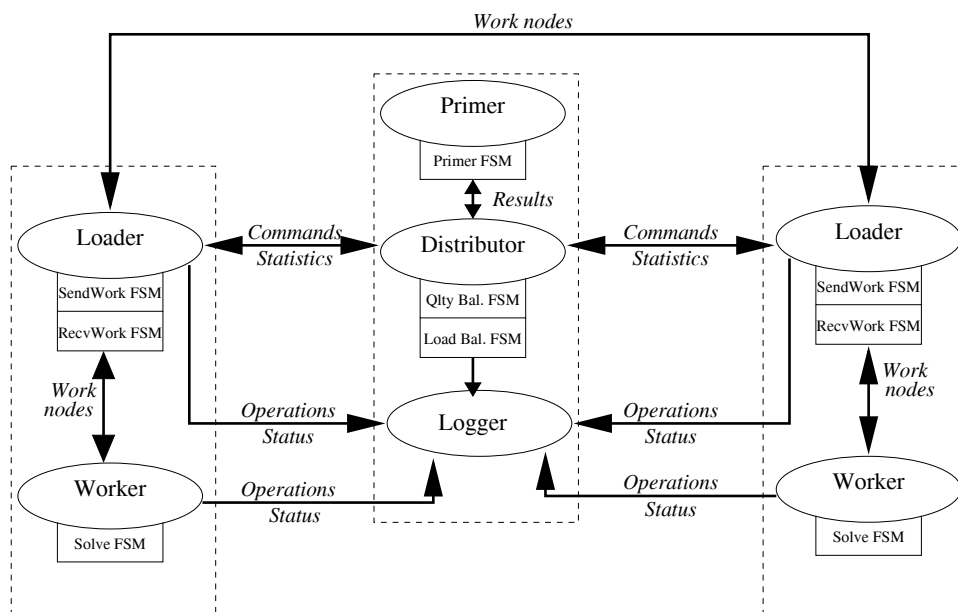 Work nodes
Primer
Primer FSM
Results
Loader
SendWork FSM
RecvWork FSM
Commands
Statistics
Distributor
Qlty Bal. FSM
Load Bal. FSM
Commands
Statistics
Loader
SendWork FSM
RecvWork FSM
Work
nodes
Operations
Status
Logger
Operations
Status
Work
nodes
Worker
Solve FSM
Operations
Status
Operations
Status
Worker
Solve FSM